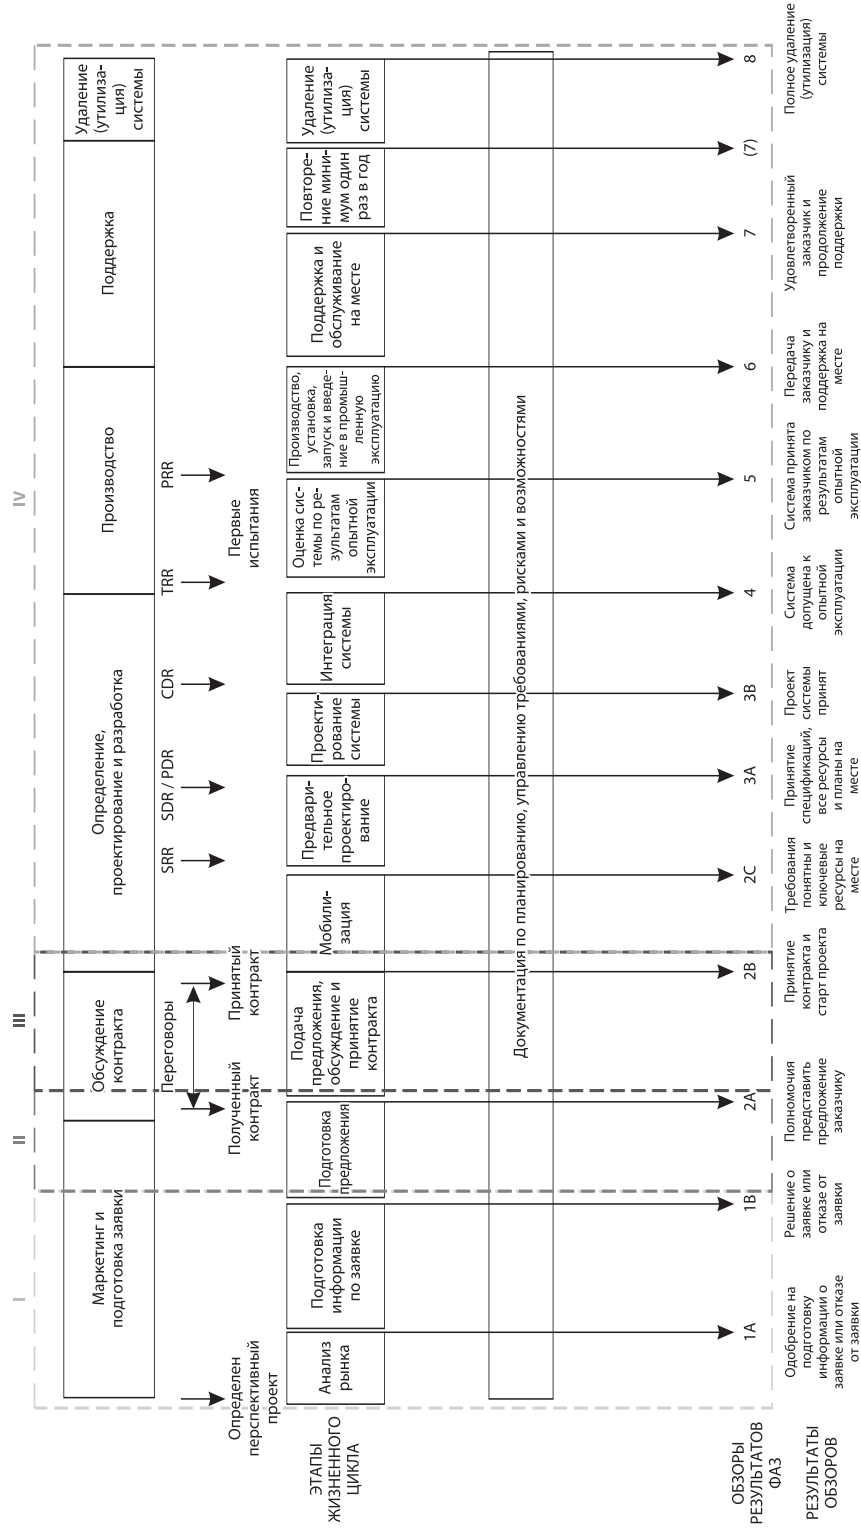 I
II
III
IV
Маркетинг и
подготовка заявки
Обсуждение
контракта
Определение,
проектирование и разработка
Производство
Поддержка
Удаление
(утилиза-
ция)
системы
Переговоры
SRR
SDR / PDR
CDR
TRR
PRR
Определен
перспективный
проект
Полученный
контракт
Принятый
контракт
Первые
испытания
ЭТАПЫ
ЖИЗНЕННОГО
ЦИКЛА
Анализ
рынка
Подготовка
информации
по заявке
Подготовка
предложения
Подача
предложения,
обсуждение и
принятие
контракта
Мобили-
зация
Предвари-
тельное
проектиро-
вание
Проекти-
рование
системы
Интеграция
системы
Оценка сис-
темы по ре-
зультатам
опытной
эксплуатации
Производство,
установка,
запуск и введе-
ние в промыш-
ленную
эксплуатацию
Поддержка и
обслуживание
на месте
Повторе-
ние мини-
мум один
раз в год
Удаление
(утилиза-
ция)
системы
Документация по планированию, управлению требованиями, рисками и возможностями
ОБЗОРЫ
РЕЗУЛЬТАТОВ
ФАЗ
1A
1B
2A
2B
2C
3A
3B
4
5
6
7
(7)
8
РЕЗУЛЬТАТЫ
ОБЗОРОВ
Одобрение на
подготовку
информации о
заявке или отказе
от заявки
Решение о
заявке или
отказе от
заявки
Полномочия
представить
предложение
заказчику
Принятие
контракта и
старт проекта
Требования
понятны и
ключевые
ресурсы на
месте
Принятие
спецификаций,
все ресурсы
и планы на
месте
Проект
системы
принят
Система
допущена к
опытной
эксплуатации
Система принята
заказчиком по
результатам
опытной
эксплуатации
Передача
заказчику и
поддержка на
месте
Удовлетворенный
заказчик и
продолжение
поддержки
Полное удаление
(утилизация)
системы